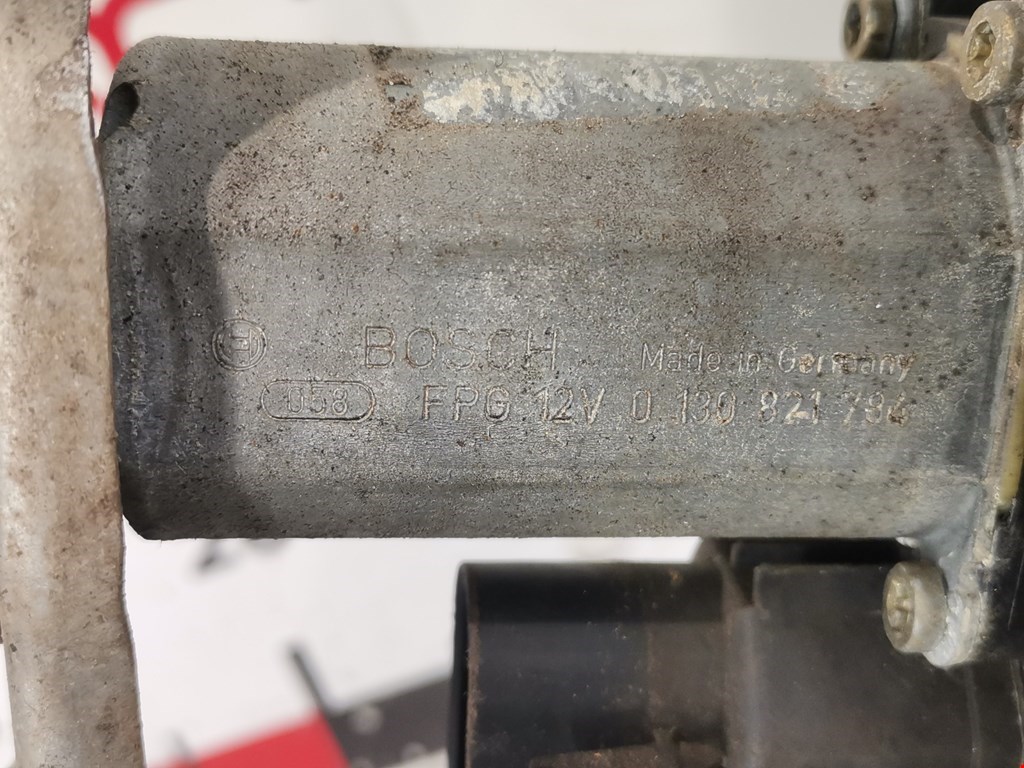 BOSCH Made in Germany
058 FPG 12V 0 130 821 794